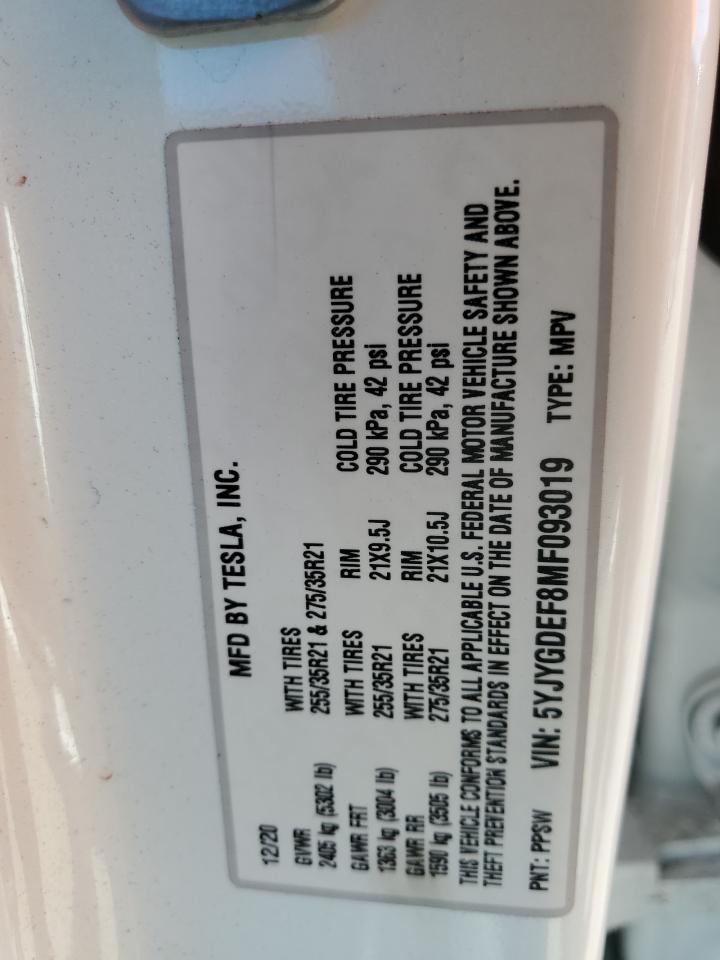 MFD BY TESLA, INC.
12/20
GVWR WITH TIRES
2405 kg (5302 lb) 255/35R21 & 275/35R21
GAWR FRT WITH TIRES RIM COLD TIRE PRESSURE
1363 kg (3004 lb) 255/35R21 21X9.5J 290 kPa, 42 psi
GAWR RR WITH TIRES RIM COLD TIRE PRESSURE
1590 kg (3505 lb) 275/35R21 21X10.5J 290 kPa, 42 psi
THIS VEHICLE CONFORMS TO ALL APPLICABLE U.S. FEDERAL MOTOR VEHICLE SAFETY AND
THEFT PREVENTION STANDARDS IN EFFECT ON THE DATE OF MANUFACTURE SHOWN ABOVE.
PNT: PPSW VIN: 5YJYGDEF8MF093019 TYPE: MPV